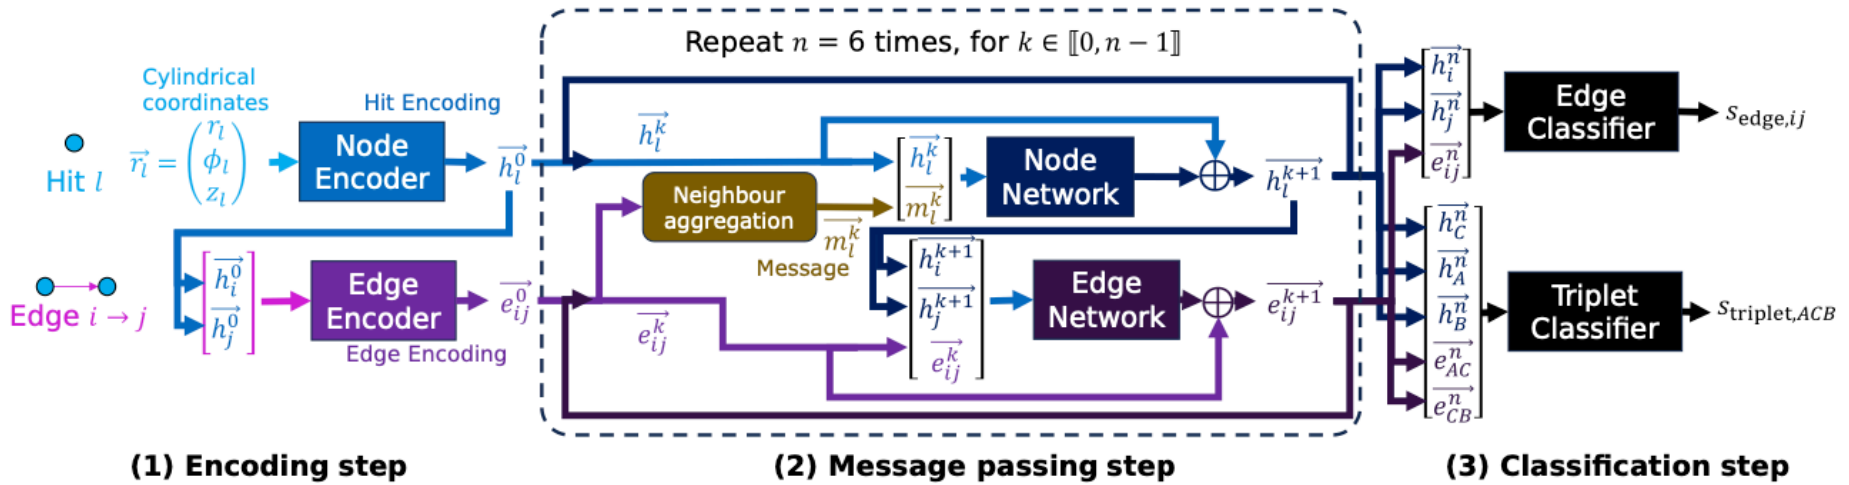 Repeat n = 6 times, for k ∈ ⟦0, n − 1⟧
Cylindrical
coordinates
Hit l
r⃗_l = (r_l ϕ_l z_l)
Hit Encoding
Node
Encoder
h⃗_l^0
Edge i → j
[h⃗_i^0
h⃗_j^0]
Edge
Encoder
Edge Encoding
e⃗_ij^0
h⃗_l^k
Neighbour
aggregation
m⃗_l^k
Message
[h⃗_l^k
m⃗_l^k]
Node
Network
⊕
h⃗_l^{k+1}
e⃗_ij^k
[h⃗_i^{k+1}
h⃗_j^{k+1}
e⃗_ij^k]
Edge
Network
⊕
e⃗_ij^{k+1}
[h⃗_i^n
h⃗_j^n
e⃗_ij^n]
Edge
Classifier
s_edge,ij
[h⃗_C^n
h⃗_A^n
h⃗_B^n
e⃗_AC^n
e⃗_CB^n]
Triplet
Classifier
s_triplet,ACB
(1) Encoding step
(2) Message passing step
(3) Classification step